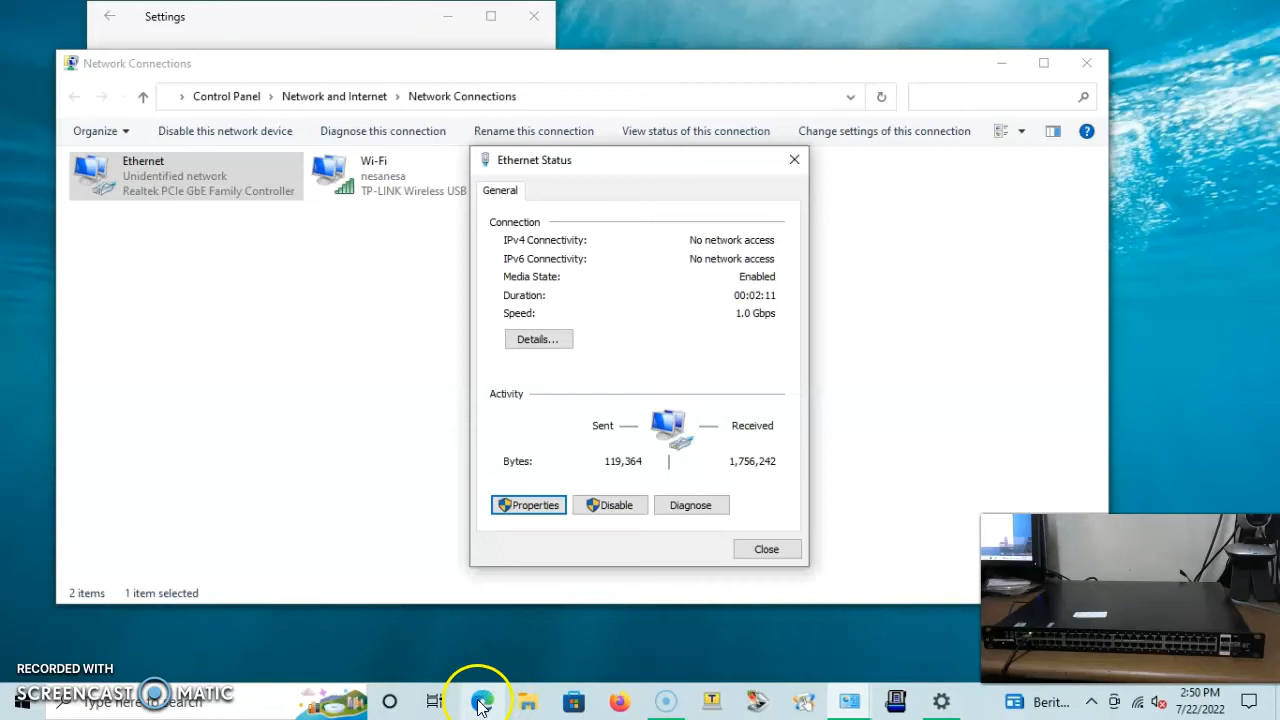 Settings
Network Connections
Control Panel › Network and Internet › Network Connections
Organize Disable this network device Diagnose this connection Rename this connection View status of this connection Change settings of this connection
Ethernet
Unidentified network
Realtek PCIe GbE Family Controller
Wi-Fi
nesanesa
TP-LINK Wireless USB
Ethernet Status
General
Connection
IPv4 Connectivity: No network access
IPv6 Connectivity: No network access
Media State: Enabled
Duration: 00:02:11
Speed: 1.0 Gbps
Details...
Activity
Sent — — Received
Bytes: 119,364 | 1,756,242
Properties Disable Diagnose
Close
2 items 1 item selected
RECORDED WITH
SCREENCAST-O-MATIC
Type here to search
T
Berit...
2:50 PM
7/22/2022